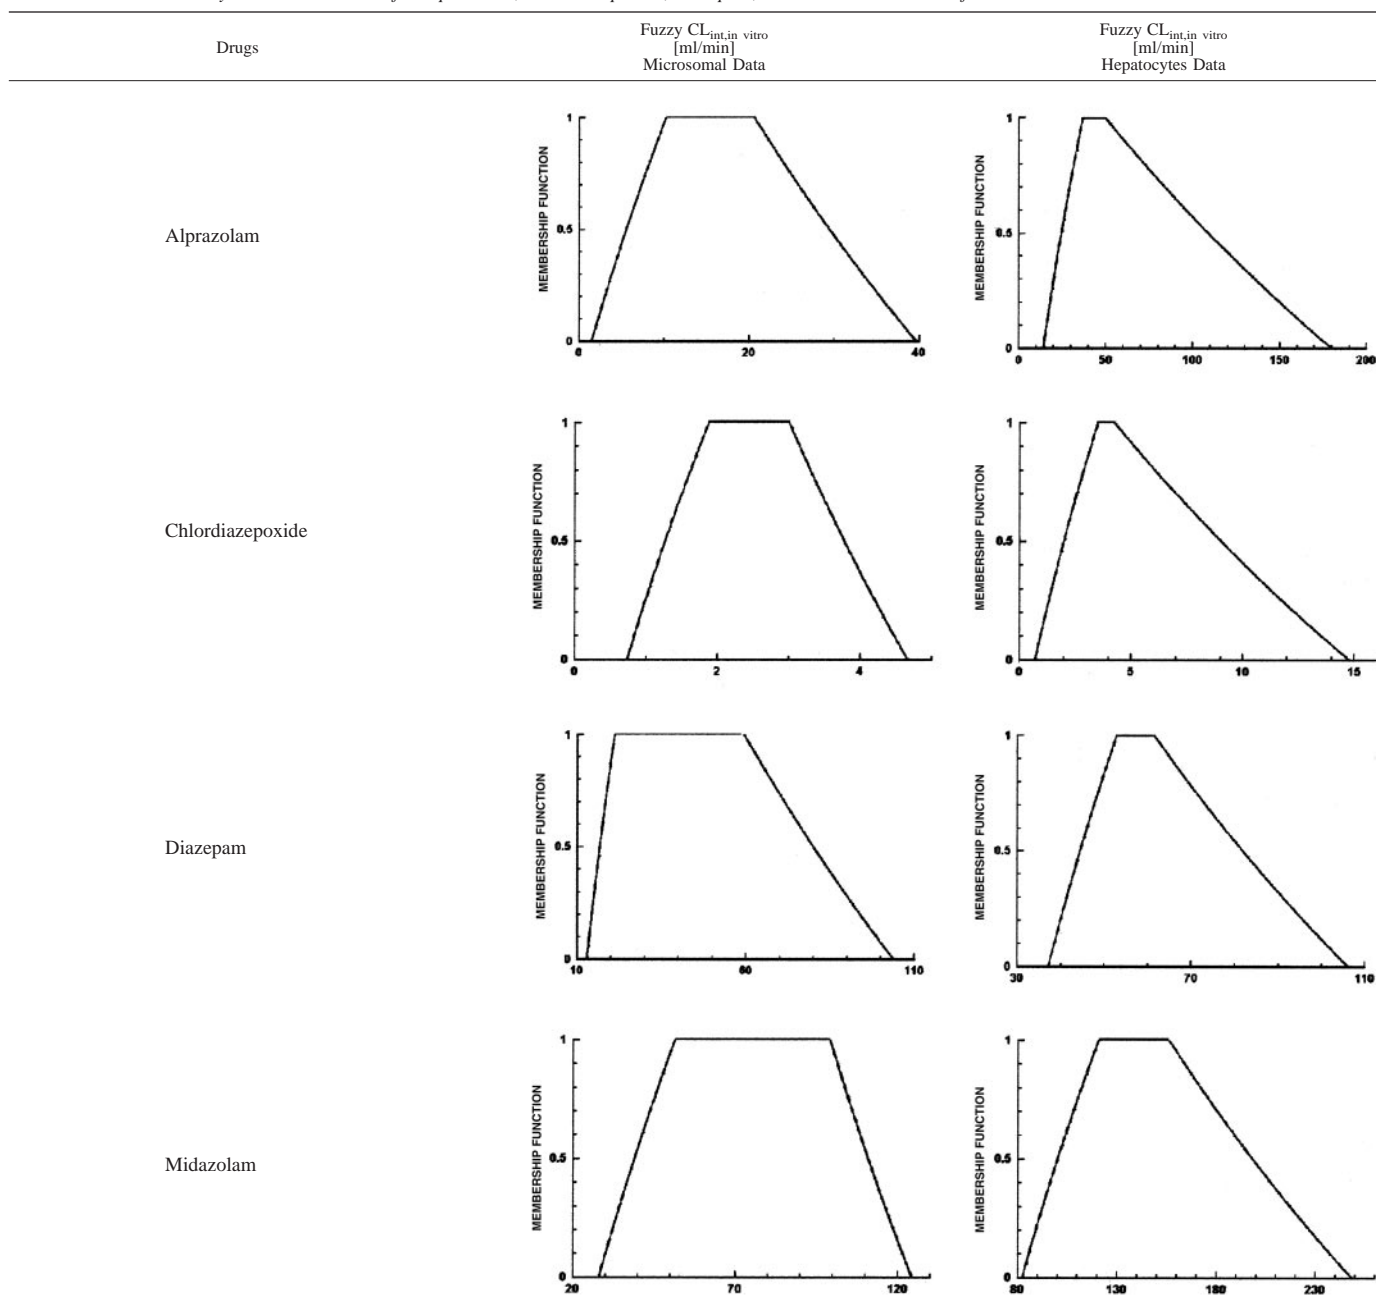 Drugs
Fuzzy CLint,in vitro
[ml/min]
Microsomal Data
Fuzzy CLint,in vitro
[ml/min]
Hepatocytes Data
Alprazolam
MEMBERSHIP FUNCTION
1
0.5
0
0 20 40
MEMBERSHIP FUNCTION
1
0.5
0
0 50 100 150 200
Chlordiazepoxide
MEMBERSHIP FUNCTION
1
0.5
0
0 2 4
MEMBERSHIP FUNCTION
1
0.5
0
0 5 10 15
Diazepam
MEMBERSHIP FUNCTION
1
0.5
0
10 60 110
MEMBERSHIP FUNCTION
1
0.5
0
30 70 110
Midazolam
MEMBERSHIP FUNCTION
1
0.5
0
20 70 120
MEMBERSHIP FUNCTION
1
0.5
0
80 130 180 230